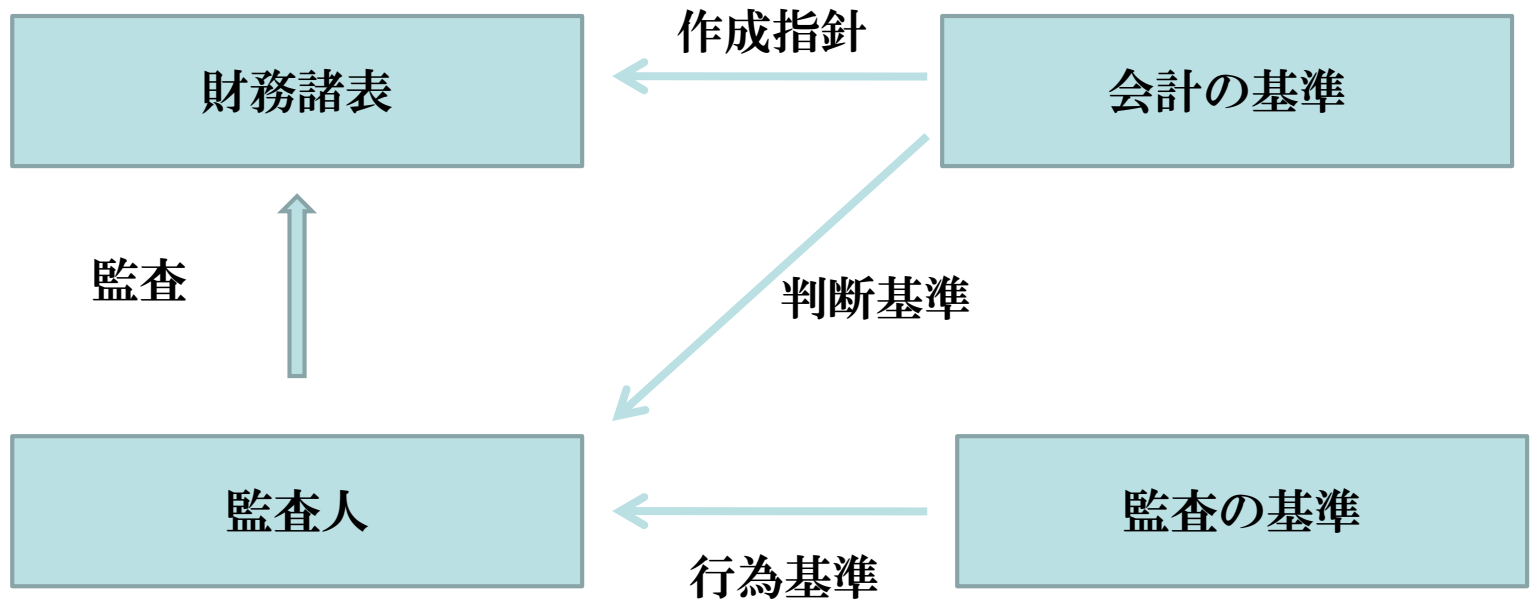 作成指針
財務諸表
会計の基準
監査
判断基準
監査人
監査の基準
行為基準